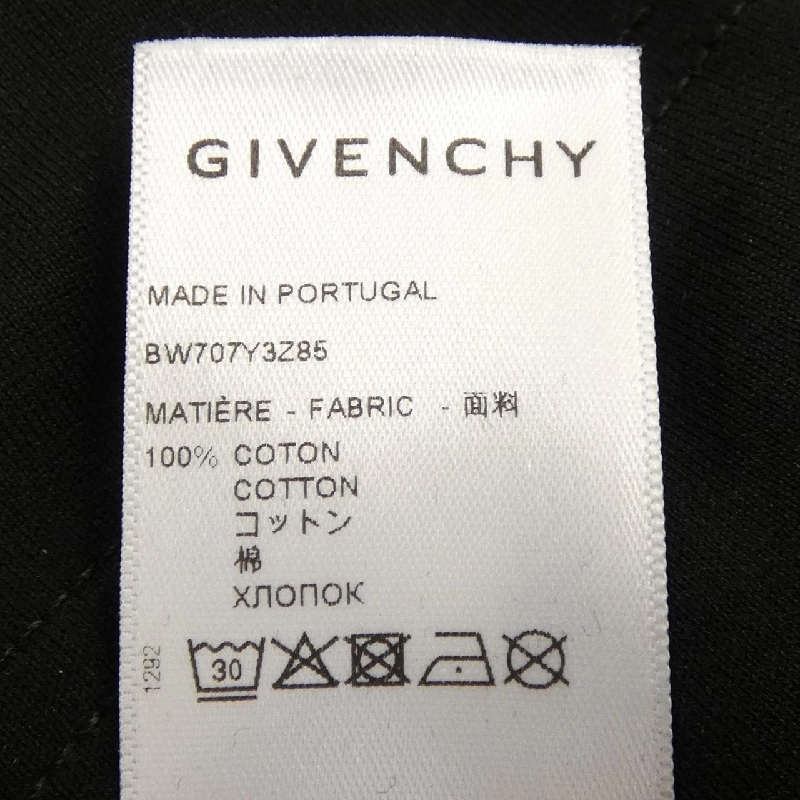 GIVENCHY
MADE IN PORTUGAL
BW707Y3Z85
MATIÈRE - FABRIC - 面料
100% COTON
COTTON
コットン
棉
ХЛОПОК
1292
30